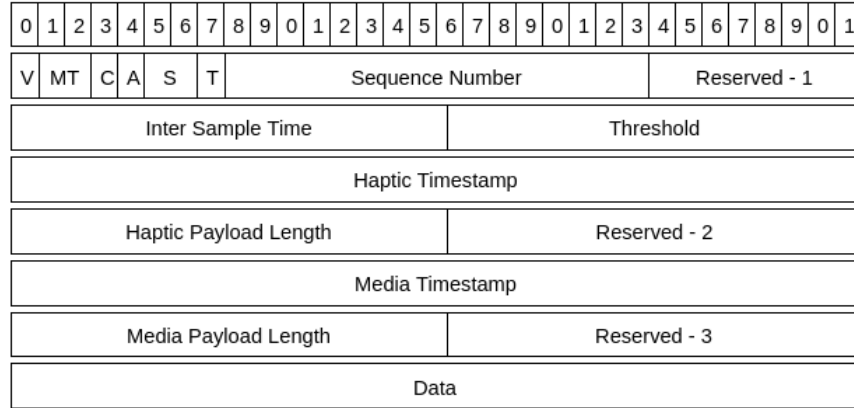 0 1 2 3 4 5 6 7 8 9 0 1 2 3 4 5 6 7 8 9 0 1 2 3 4 5 6 7 8 9 0 1
V MT C A S T Sequence Number Reserved - 1
Inter Sample Time Threshold
Haptic Timestamp
Haptic Payload Length Reserved - 2
Media Timestamp
Media Payload Length Reserved - 3
Data